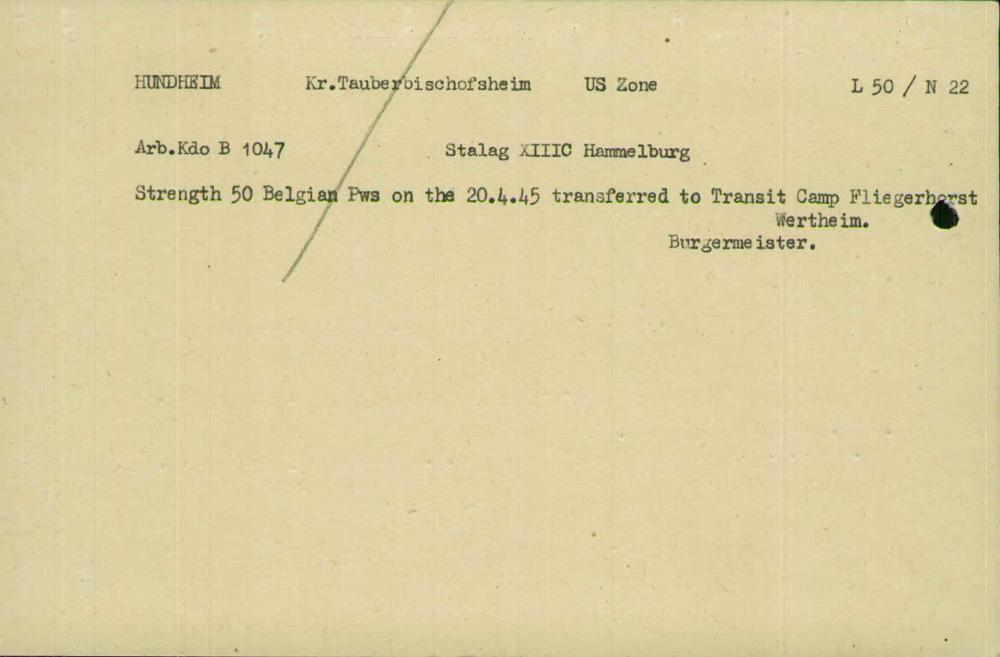 HUNDHEIM Kr.Tauberbischofsheim US Zone L 50 / N 22
Arb.Kdo B 1047 Stalag XIIIC Hammelburg
Strength 50 Belgian Pws on the 20.4.45 transferred to Transit Camp Fliegerhorst
Wertheim.
Burgermeister.